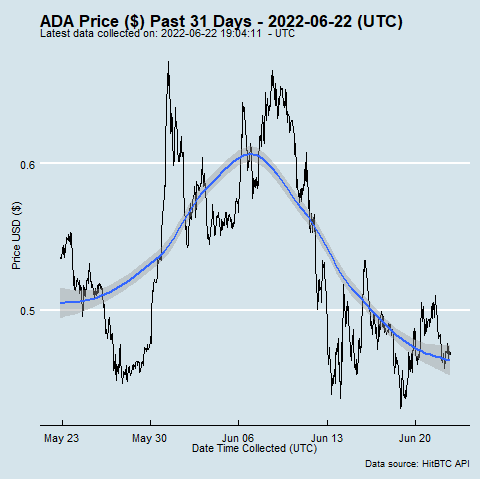 ADA Price ($) Past 31 Days - 2022-06-22 (UTC)
Latest data collected on: 2022-06-22 19:04:11 - UTC
0.6
0.5
Price USD ($)
May 23 May 30 Jun 06 Jun 13 Jun 20
Date Time Collected (UTC)
Data source: HitBTC API